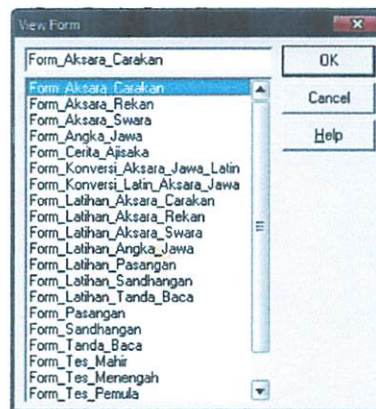 View Form
Form_Aksara_Carakan
OK
Cancel
Help
Form_Aksara_Carakan
Form_Aksara_Rekan
Form_Aksara_Swara
Form_Angka_Jawa
Form_Cerita_Ajisaka
Form_Konversi_Aksara_Jawa_Latin
Form_Konversi_Latin_Aksara_Jawa
Form_Latihan_Aksara_Carakan
Form_Latihan_Aksara_Rekan
Form_Latihan_Aksara_Swara
Form_Latihan_Angka_Jawa
Form_Latihan_Pasangan
Form_Latihan_Sandhangan
Form_Latihan_Tanda_Baca
Form_Pasangan
Form_Sandhangan
Form_Tanda_Baca
Form_Tes_Mahir
Form_Tes_Menengah
Form_Tes_Pemula